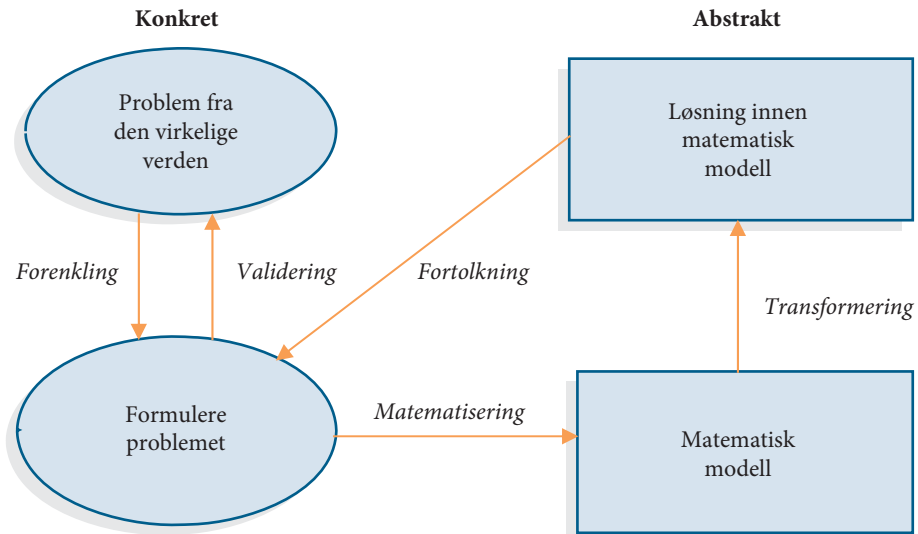 Konkret
Abstrakt
Problem fra
den virkelige
verden
Løsning innen
matematisk
modell
Forenkling
Validering
Fortolkning
Transformering
Formulere
problemet
Matematisering
Matematisk
modell